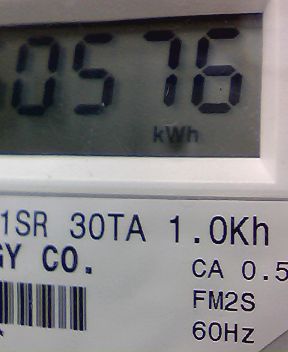 0576
kWh
1SR 30TA 1.0Kh
GY CO.
CA 0.5
FM2S
60Hz